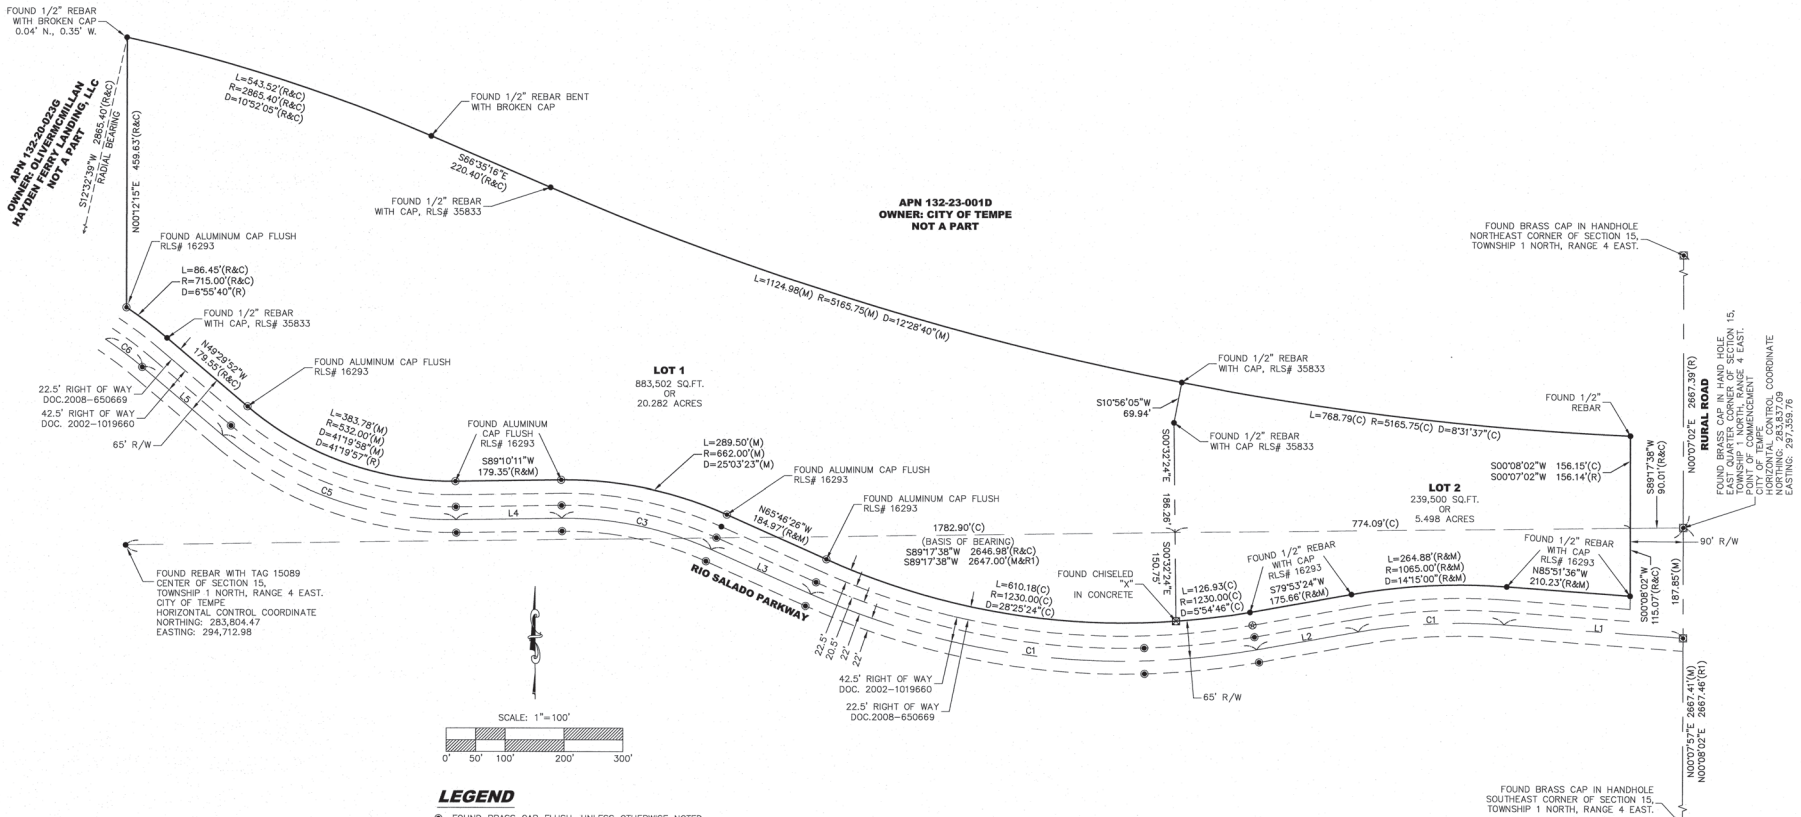 FOUND 1/2" REBAR
WITH BROKEN CAP
0.04' N., 0.35' W.
APN 132-20-023G
OWNER: OLIVERMCMILLAN
HAYDEN FERRY LANDING, LLC
NOT A PART
S12°32'39"W 2865.40'(R&C)
RADIAL BEARING
N00°12'15"E 459.63'(R&C)
L=543.52'(R&C)
R=2865.40'(R&C)
D=10°52'05"(R&C)
FOUND 1/2" REBAR BENT
WITH BROKEN CAP
S66°35'16"E
220.40'(R&C)
FOUND 1/2" REBAR
WITH CAP, RLS# 35833
APN 132-23-001D
OWNER: CITY OF TEMPE
NOT A PART
L=1124.98(M) R=5165.75(M) D=12°28'40"(M)
FOUND ALUMINUM CAP FLUSH
RLS# 16293
L=86.45'(R&C)
R=715.00'(R&C)
D=6°55'40"(R)
FOUND 1/2" REBAR
WITH CAP, RLS# 35833
N49°29'52"W
179.55'(R&C)
FOUND ALUMINUM CAP FLUSH
RLS# 16293
C6
L5
22.5' RIGHT OF WAY
DOC.2008-650669
42.5' RIGHT OF WAY
DOC. 2002-1019660
65' R/W
L=383.78'(M)
R=532.00'(M)
D=41°19'58"(M)
D=41°19'57"(R)
LOT 1
883,502 SQ.FT.
OR
20.282 ACRES
FOUND ALUMINUM
CAP FLUSH
RLS# 16293
S89°10'11"W
179.35'(R&M)
L=289.50'(M)
R=662.00'(M)
D=25°03'23"(M)
FOUND ALUMINUM CAP FLUSH
RLS# 16293
FOUND ALUMINUM CAP FLUSH
RLS# 16293
N65°46'26"W
184.97'(R&M)
C5
L4
C3
L3
RIO SALADO PARKWAY
1782.90'(C)
(BASIS OF BEARING)
S89°17'38"W 2646.98'(R&C)
S89°17'38"W 2647.00'(M&R1)
FOUND REBAR WITH TAG 15089
CENTER OF SECTION 15,
TOWNSHIP 1 NORTH, RANGE 4 EAST.
CITY OF TEMPE
HORIZONTAL CONTROL COORDINATE
NORTHING: 283,804.47
EASTING: 294,712.98
22.5'
20.5'
22'
22'
42.5' RIGHT OF WAY
DOC. 2002-1019660
22.5' RIGHT OF WAY
DOC.2008-650669
L=610.18(C)
R=1230.00(C)
D=28°25'24"(C)
C1
FOUND CHISELED
"X"
IN CONCRETE
S10°56'05"W
69.94'
FOUND 1/2" REBAR
WITH CAP, RLS# 35833
FOUND 1/2" REBAR
WITH CAP RLS# 35833
S00°32'24"E 186.26'
S00°32'24"E
150.75'
L=126.93(C)
R=1230.00(C)
D=5°54'46"(C)
65' R/W
FOUND 1/2" REBAR
WITH CAP
RLS# 16293
S79°53'24"W
175.66'(R&M)
L2
L=768.79(C) R=5165.75(C) D=8°31'37"(C)
FOUND 1/2"
REBAR
LOT 2
239,500 SQ.FT.
OR
5.498 ACRES
S00°08'02"W 156.15'(C)
S00°07'02"W 156.14'(R)
774.09'(C)
L=264.88'(R&M)
R=1065.00'(R&M)
D=14°15'00"(R&M)
C1
FOUND 1/2" REBAR
WITH CAP
RLS# 16293
N85°51'36"W
210.23'(R&M)
L1
S00°08'02"W
115.07'(R&C)
S89°17'38"W
90.01'(R&C)
90' R/W
187.85'(M)
FOUND BRASS CAP IN HANDHOLE
NORTHEAST CORNER OF SECTION 15,
TOWNSHIP 1 NORTH, RANGE 4 EAST.
N00°07'02"E 2667.39'(R)
RURAL ROAD
FOUND BRASS CAP IN HAND HOLE
EAST QUARTER CORNER OF SECTION 15,
TOWNSHIP 1 NORTH, RANGE 4 EAST.
POINT OF COMMENCEMENT
CITY OF TEMPE
HORIZONTAL CONTROL COORDINATE
NORTHING: 283,837.09
EASTING: 297,359.76
N00°07'57"E 2667.41'(M)
N00°08'02"E 2667.46'(R1)
FOUND BRASS CAP IN HANDHOLE
SOUTHEAST CORNER OF SECTION 15,
TOWNSHIP 1 NORTH, RANGE 4 EAST.
SCALE: 1"=100'
0' 50' 100' 200' 300'
LEGEND
FOUND BRASS CAP FLUSH, UNLESS OTHERWISE NOTED